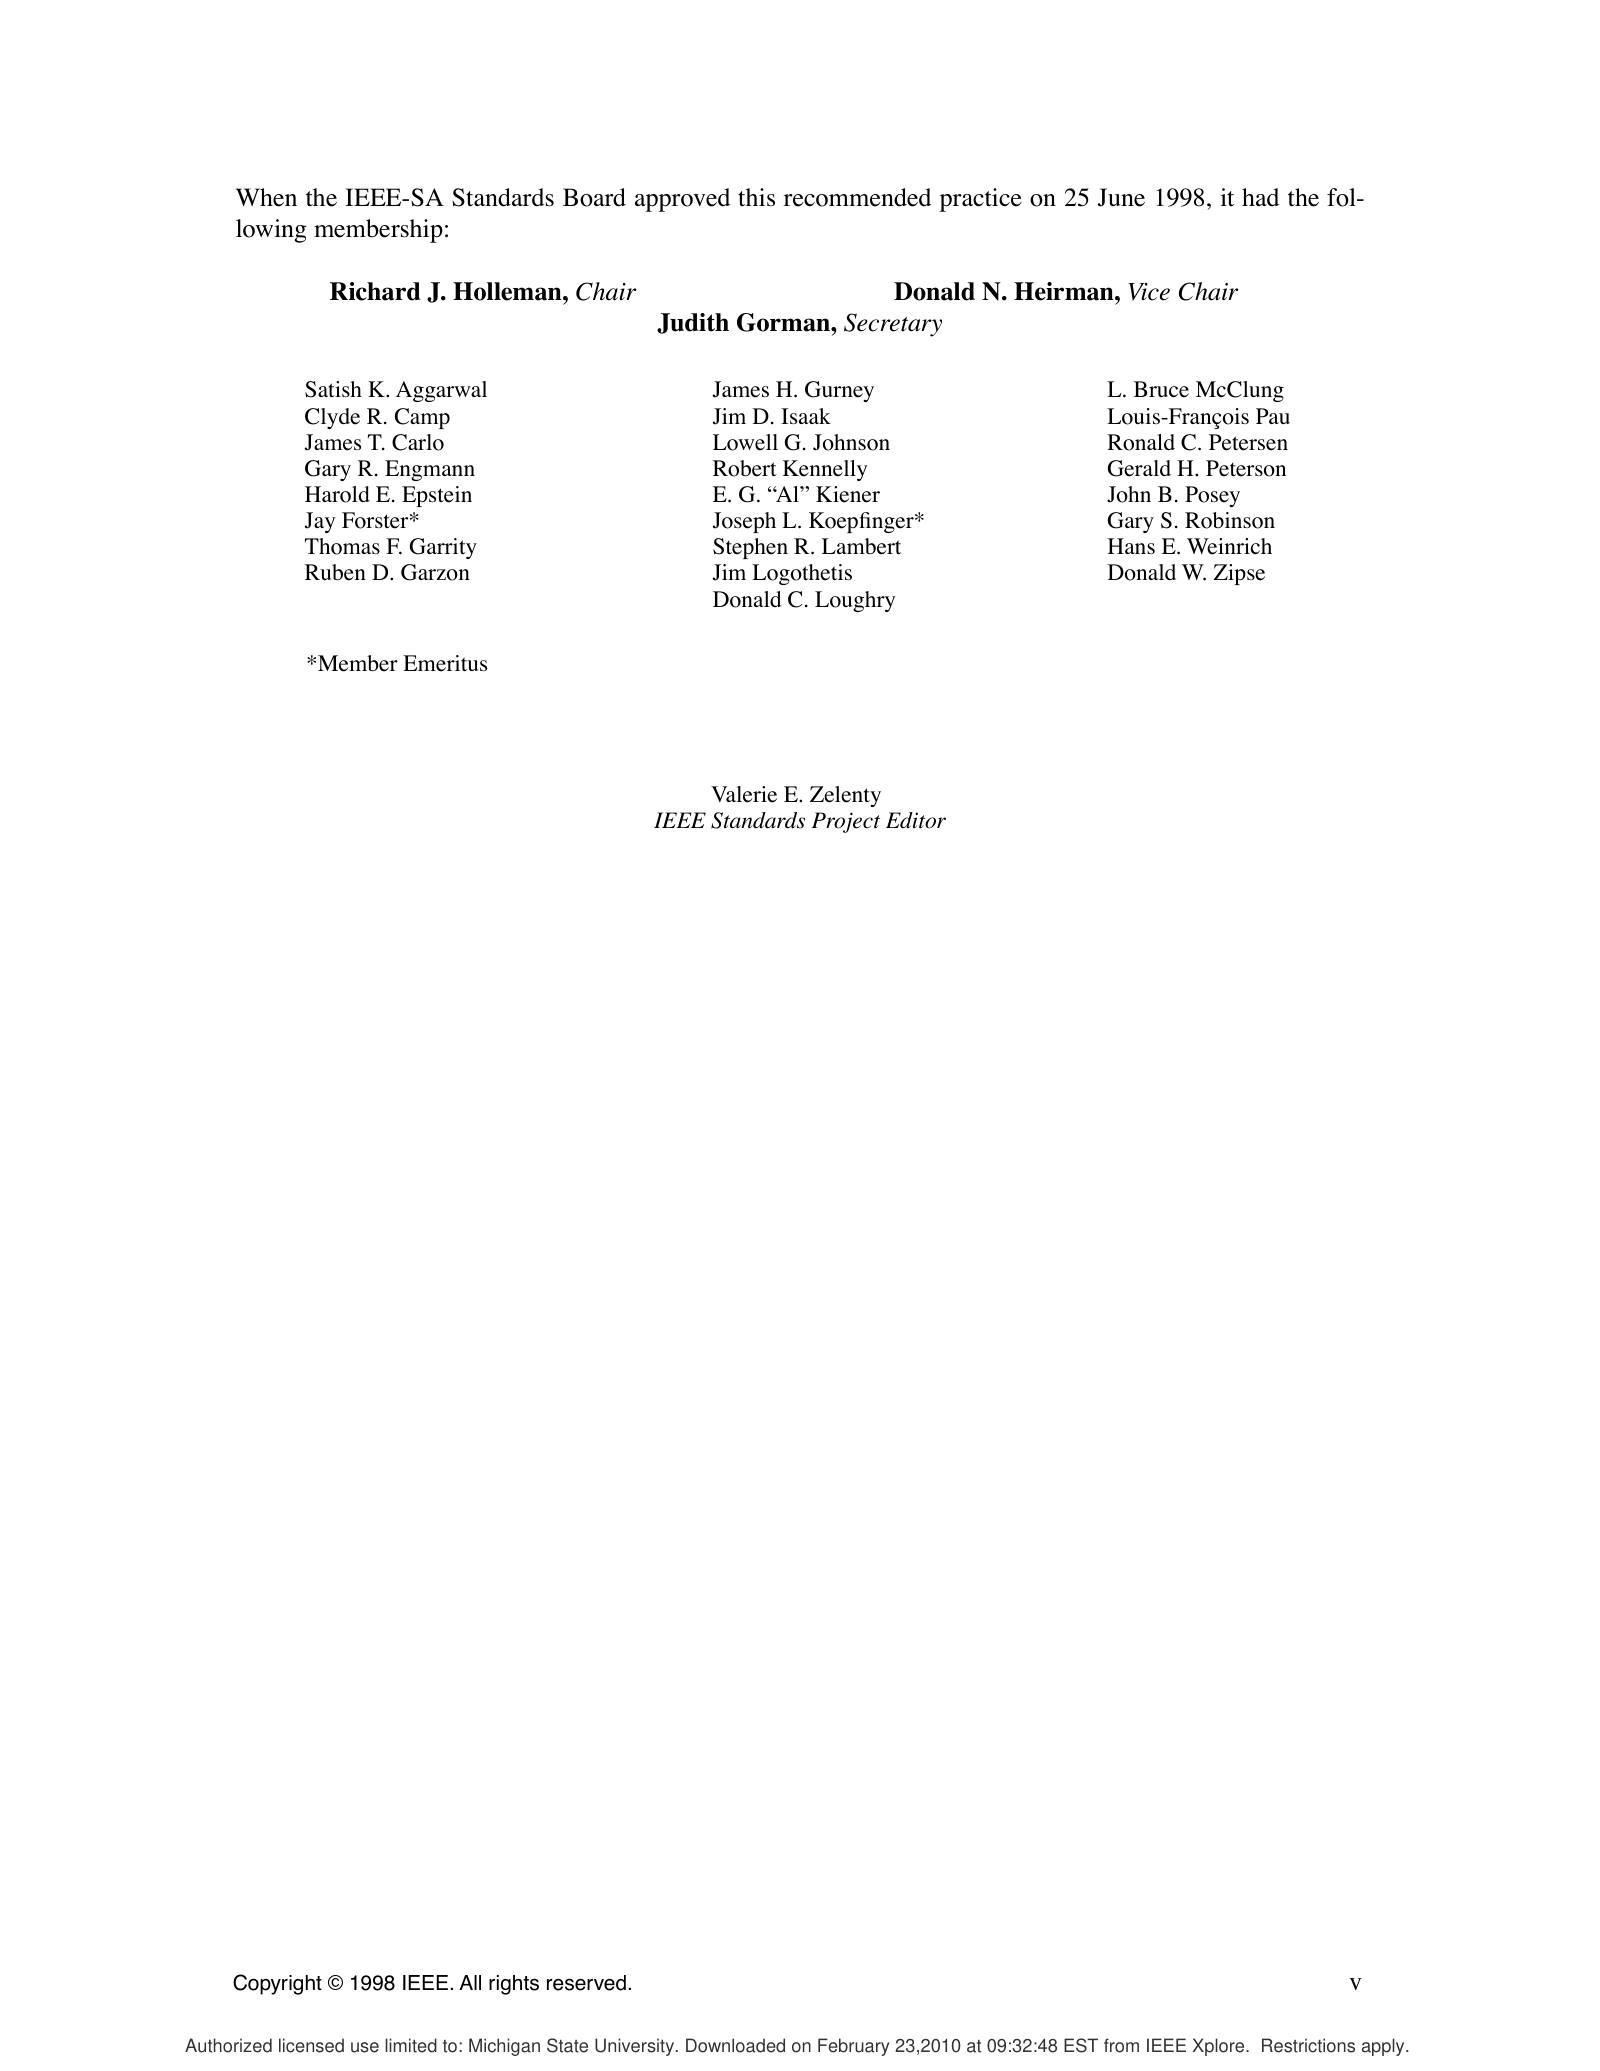 When the IEEE-SA Standards Board approved this recommended practice on 25 June 1998, it had the fol-
lowing membership:
Richard J. Holleman, Chair
Donald N. Heirman, Vice Chair
Judith Gorman, Secretary
Satish K. Aggarwal
Clyde R. Camp
James T. Carlo
Gary R. Engmann
Harold E. Epstein
Jay Forster*
Thomas F. Garrity
Ruben D. Garzon
James H. Gurney
Jim D. Isaak
Lowell G. Johnson
Robert Kennelly
E. G. “Al” Kiener
Joseph L. Koepfinger*
Stephen R. Lambert
Jim Logothetis
Donald C. Loughry
L. Bruce McClung
Louis-François Pau
Ronald C. Petersen
Gerald H. Peterson
John B. Posey
Gary S. Robinson
Hans E. Weinrich
Donald W. Zipse
*Member Emeritus
Valerie E. Zelenty
IEEE Standards Project Editor
Copyright © 1998 IEEE. All rights reserved.
v
Authorized licensed use limited to: Michigan State University. Downloaded on February 23,2010 at 09:32:48 EST from IEEE Xplore. Restrictions apply.